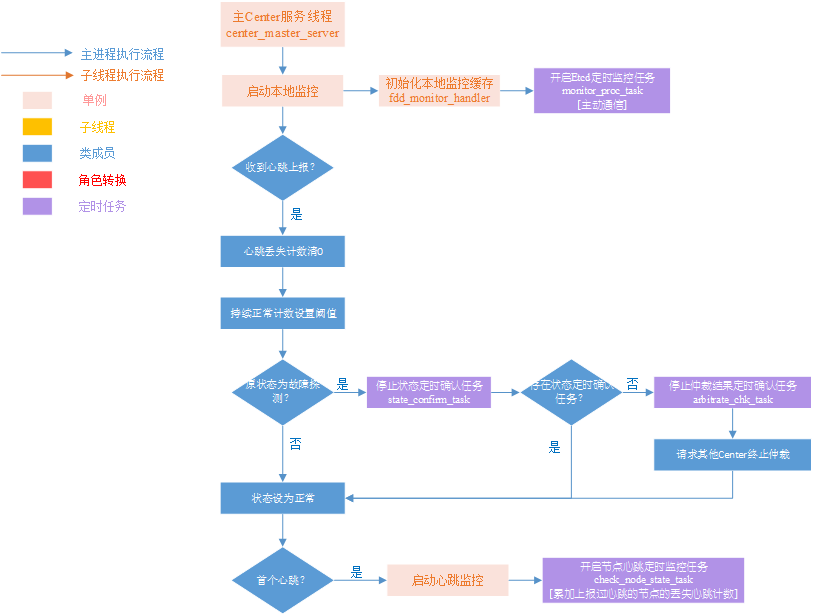 主Center服务线程
center_master_server
主进程执行流程
子线程执行流程
单例
子线程
类成员
角色转换
定时任务
启动本地监控
初始化本地监控缓存
fdd_monitor_handler
开启Etcd定时监控任务
monitor_proc_task
[主动通信]
收到心跳上报?
是
心跳丢失计数清0
持续正常计数设置阈值
原状态为故障探
测?
是
停止状态定时确认任务
state_confirm_task
存在状态定时确认
任务?
否
停止仲裁结果定时确认任务
arbitrate_chk_task
否
是
请求其他Center终止仲裁
状态设为正常
首个心跳?
是
启动心跳监控
开启节点心跳定时监控任务
check_node_state_task
[累加上报过心跳的节点的丢失心跳计数]